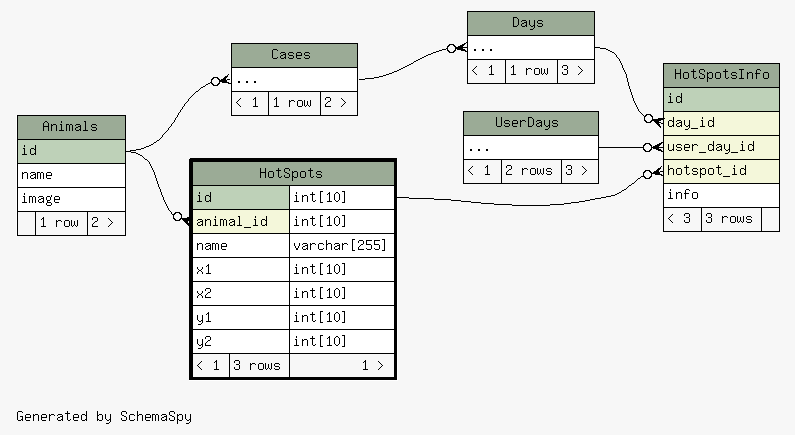 Days
...
< 1 1 row 3 >
Cases
...
< 1 1 row 2 >
HotSpotsInfo
id
day_id
user_day_id
hotspot_id
info
< 3 3 rows
UserDays
...
< 1 2 rows 3 >
Animals
id
name
image
1 row 2 >
HotSpots
id int[10]
animal_id int[10]
name varchar[255]
x1 int[10]
x2 int[10]
y1 int[10]
y2 int[10]
< 1 3 rows 1 >
Generated by SchemaSpy